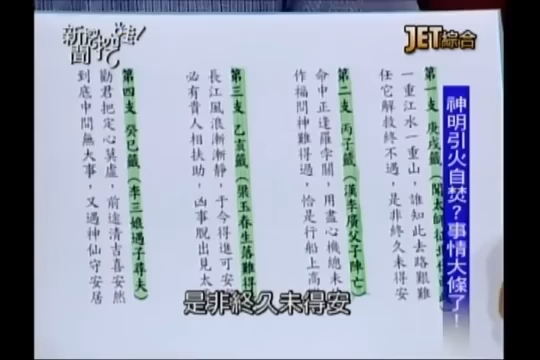 新聞挖挖哇!
JET綜合
神明引火自焚?事情大條了!
第一支 庚戌籤(聞太師
一重江水一重山,誰知此去路艱難
任它解救終不過,是非終久未得安
第二支 丙子籤(漢李廣父子陣亡)
命中正逢羅孛關,用盡心機總未
作福問神難得過,恰是行船上高
第三支 乙亥籤(梁玉春生落難得
長江風浪漸漸靜,于今得進可安
必有貴人相扶助,凶事脫出見太
第四支 癸巳籤(李三娘遇子尋夫)
勸君把定心莫虛,前途清吉喜安然
到底中間無大事,又遇神仙守安居
是非終久未得安